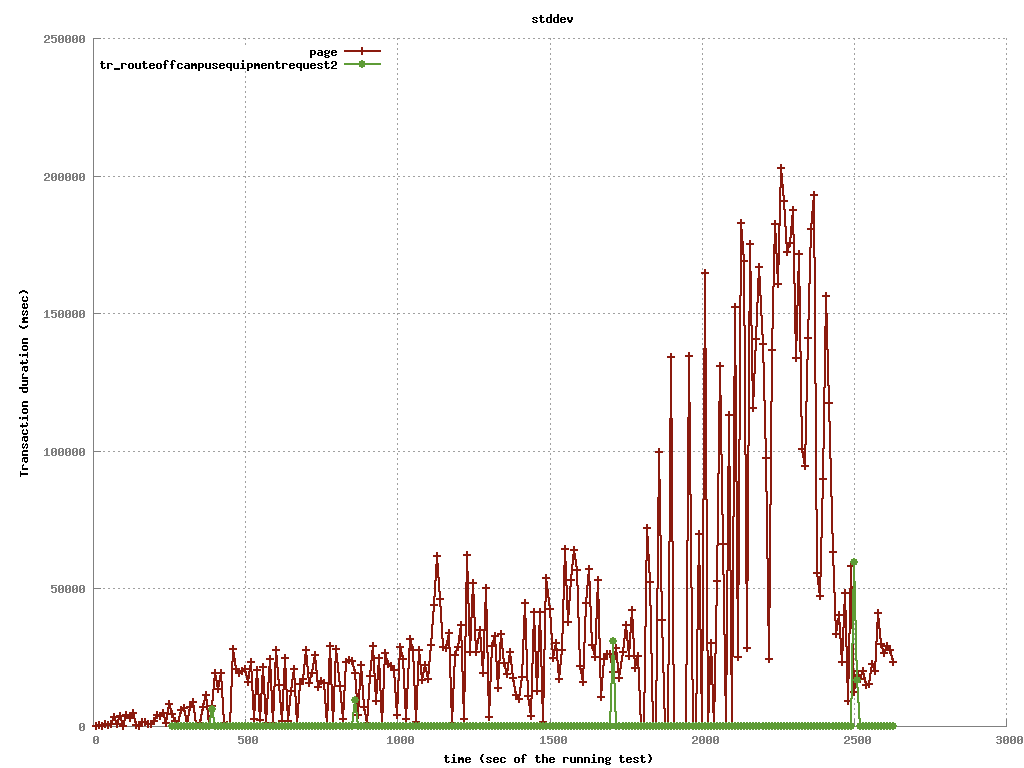 stddev
page
tr_routeoffcampusequipmentrequest2
Transaction duration (msec)
250000
200000
150000
100000
50000
0
0 500 1000 1500 2000 2500 3000
time (sec of the running test)